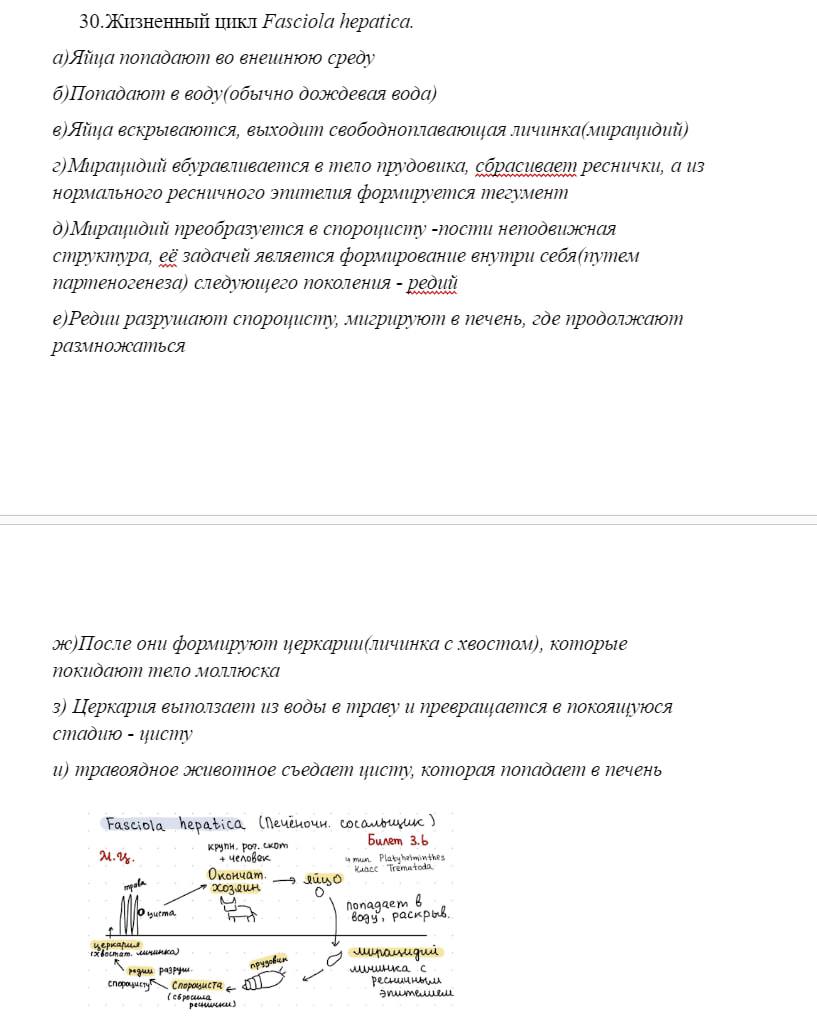 30.Жизненный цикл Fasciola hepatica.
а)Яйца попадают во внешнюю среду
б)Попадают в воду(обычно дождевая вода)
в)Яйца вскрываются, выходит свободноплавающая личинка(мирацидий)
г)Мирацидий вбуравливается в тело прудовика, сбрасивает реснички, а из
нормального ресничного эпителия формируется тегумент
д)Мирацидий преобразуется в спороцисту -пости неподвижная
структура, её задачей является формирование внутри себя(путем
партеногенеза) следующего поколения - редий
е)Редии разрушают спороцисту, мигрируют в печень, где продолжают
размножаться
ж)После они формируют церкарии(личинка с хвостом), которые
покидают тело моллюска
з) Церкария выползает из воды в траву и превращается в покоящуюся
стадию - цисту
и) травоядное животное съедает цисту, которая попадает в печень
Fasciola hepatica (Печёночн. сосальщик)
Билет 3.6
тип Platyhelminthes
Класс Trematoda
Ж.Ц.
крупн. рог. скот
+ человек
Окончат.
хозяин
яйцо
трава
циста
попадает в
воду, раскрыв.
церкария
(хвостат. личинка)
редии разруш.
спороцисту
Спороциста
(сбросила
реснички)
прудовик
мирацидий
личинка с
ресничным
эпителием